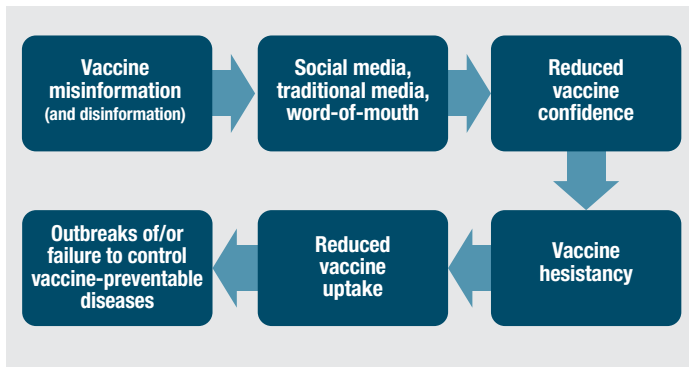 Vaccine
misinformation
(and disinformation)
Social media,
traditional media,
word-of-mouth
Reduced
vaccine
confidence
Vaccine
hesistancy
Reduced
vaccine
uptake
Outbreaks of/or
failure to control
vaccine-preventable
diseases